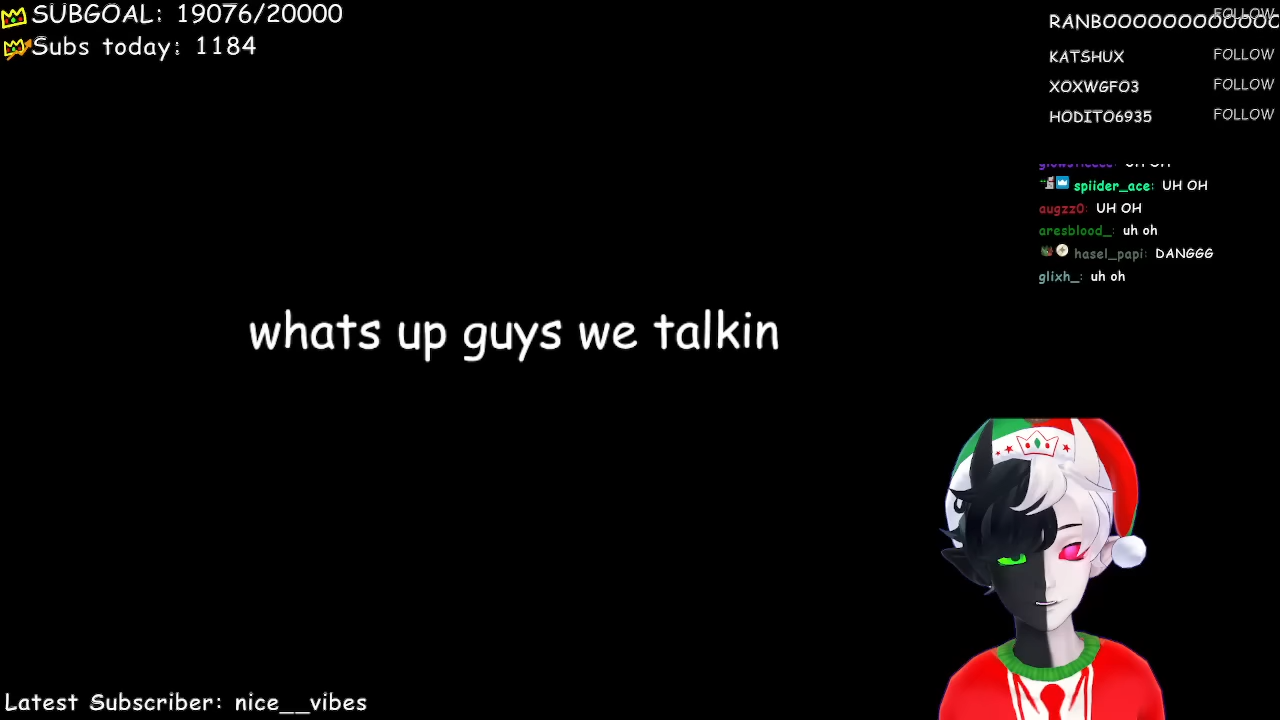 SUBGOAL: 19076/20000
Subs today: 1184
FOLLOW
KATSHUX FOLLOW
XOXWGFO3 FOLLOW
HODITO6935 FOLLOW
spiider_ace: UH OH
augzz0: UH OH
aresblood_: uh oh
hasel_papi: DANGGG
glixh_: uh oh
whats up guys we talkin
Latest Subscriber: nice__vibes